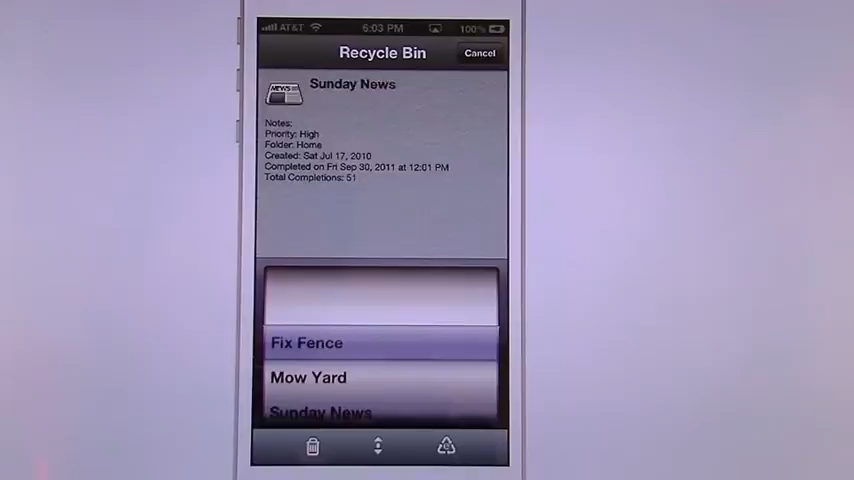 AT&T 6:03 PM 100%
Recycle Bin Cancel
NEWS
Sunday News
Notes:
Priority: High
Folder: Home
Created: Sat Jul 17, 2010
Completed on Fri Sep 30, 2011 at 12:01 PM
Total Completions: 51
Fix Fence
Mow Yard
Sunday News